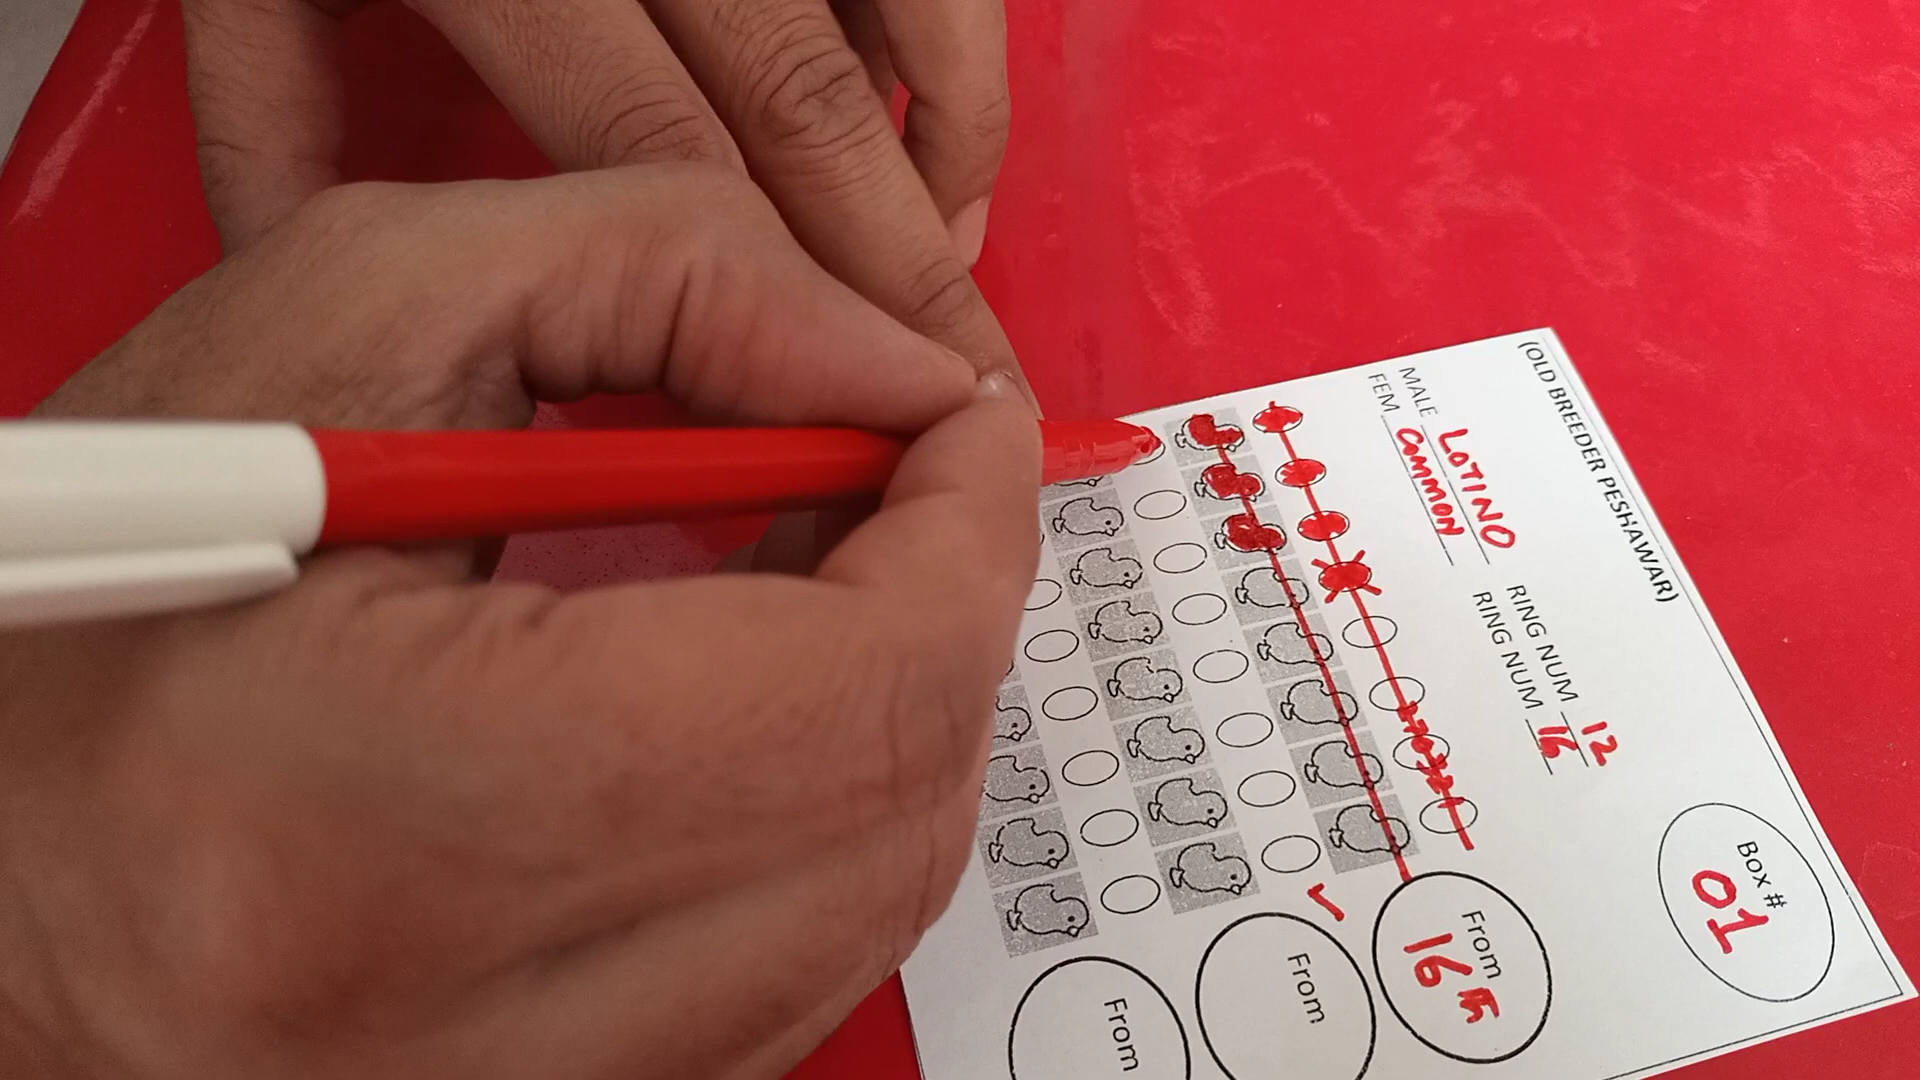 (OLD BREEDER PESHAWAR)
Box #
01
MALE LOTINO RING NUM 12
FEM COMMON RING NUM 16
From
16th
From
From